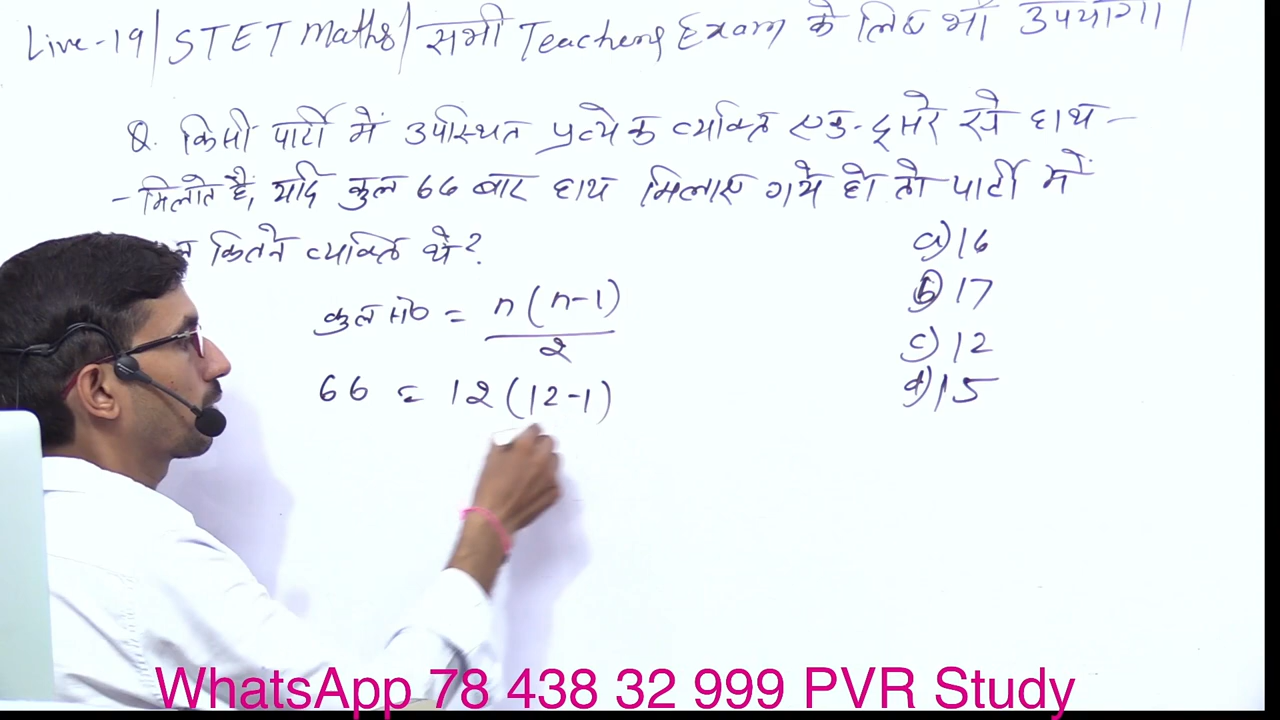 Live-19 | STET Maths | सभी Teaching Exam के लिए भी उपयोगी |
Q. किसी पार्टी में उपस्थित प्रत्येक व्यक्ति एक-दूसरे से हाथ -
- मिलाते है, यदि कुल 66 बार हाथ मिलाए गये हो तो पार्टी में
कितने व्यक्ति थे?
a) 16
b) 17
c) 12
d) 15
कुल सं० = n(n-1)
2
66 = 12(12-1)
WhatsApp 78 438 32 999 PVR Study